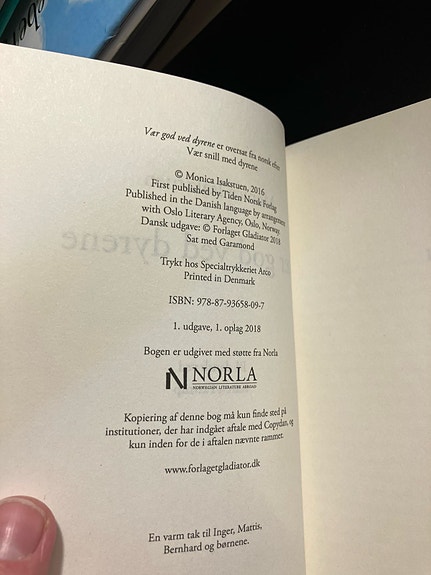 Vær god ved dyrene er oversat fra norsk efter
Vær snill med dyrene
© Monica Isakstuen, 2016
First published by Tiden Norsk Forlag
Published in the Danish language by arrangement
with Oslo Literary Agency, Oslo, Norway
Dansk udgave: © Forlaget Gladiator 2018
Sat med Garamond
Trykt hos Specialtrykkeriet Arco
Printed in Denmark
ISBN: 978-87-93658-09-7
1. udgave, 1. oplag 2018
Bogen er udgivet med støtte fra Norla
NORLA
NORWEGIAN LITERATURE ABROAD
Kopiering af denne bog må kun finde sted på
institutioner, der har indgået aftale med Copydan, og
kun inden for de i aftalen nævnte rammer.
www.forlagetgladiator.dk
En varm tak til Inger, Mattis,
Bernhard og børnene.